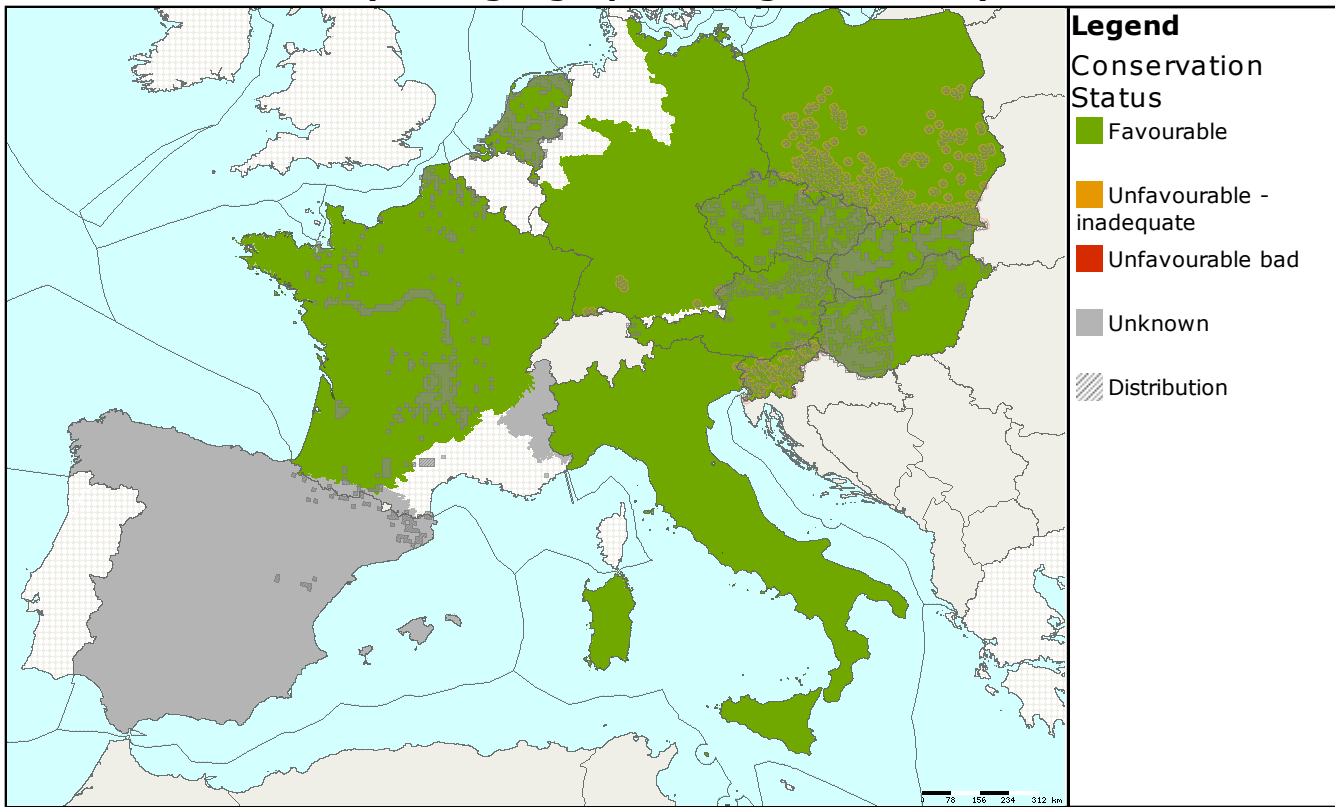 Legend
Conservation
Status
Favourable
Unfavourable -
inadequate
Unfavourable bad
Unknown
Distribution
0 78 156 234 312 km